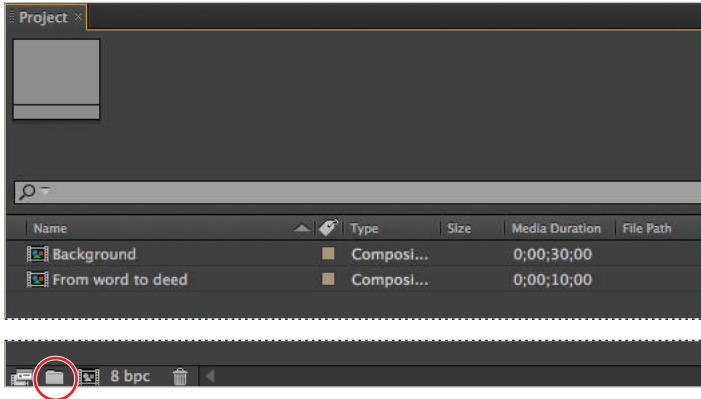 Project
Name Type Size Media Duration File Path
Background Composi... 0;00;30;00
From word to deed Composi... 0;00;10;00
8 bpc